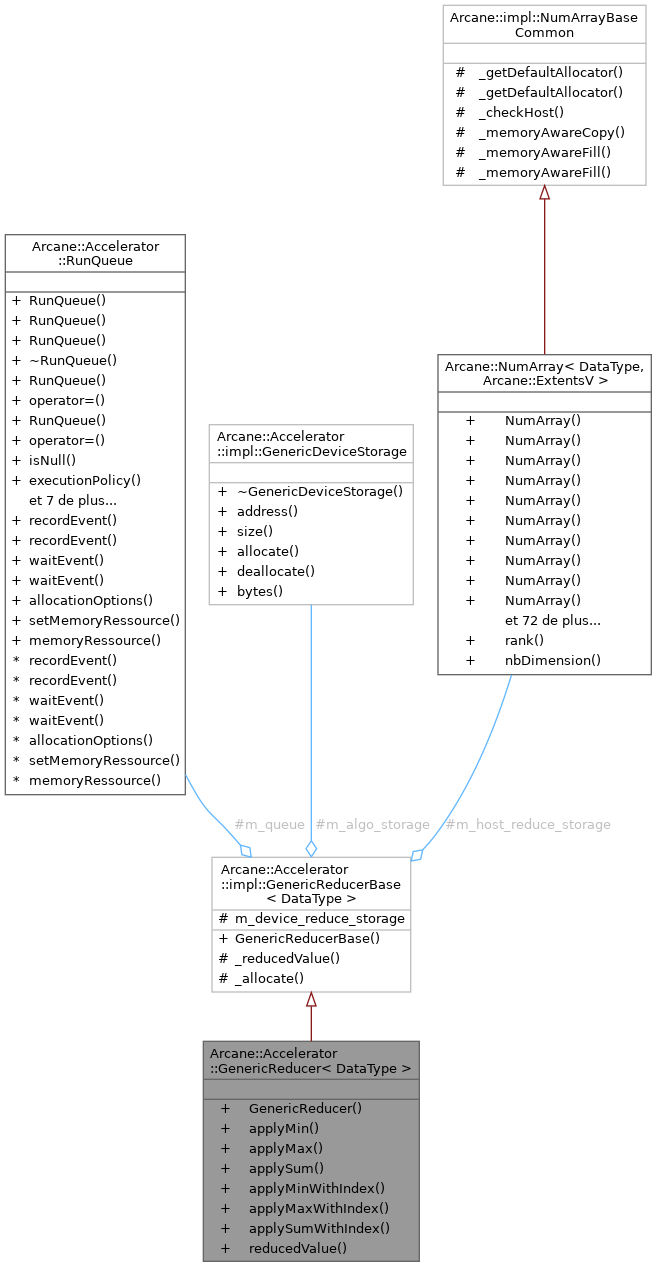 Arcane::impl::NumArrayBase
Common
# _getDefaultAllocator()
# _getDefaultAllocator()
# _checkHost()
# _memoryAwareCopy()
# _memoryAwareFill()
# _memoryAwareFill()
Arcane::Accelerator
::RunQueue
+ RunQueue()
+ RunQueue()
+ RunQueue()
+ ~RunQueue()
+ RunQueue()
+ operator=()
+ RunQueue()
+ operator=()
+ isNull()
+ executionPolicy()
et 7 de plus...
+ recordEvent()
+ recordEvent()
+ waitEvent()
+ waitEvent()
+ allocationOptions()
+ setMemoryRessource()
+ memoryRessource()
* recordEvent()
* recordEvent()
* waitEvent()
* waitEvent()
* allocationOptions()
* setMemoryRessource()
* memoryRessource()
Arcane::Accelerator
::impl::GenericDeviceStorage
+ ~GenericDeviceStorage()
+ address()
+ size()
+ allocate()
+ deallocate()
+ bytes()
Arcane::NumArray< DataType,
Arcane::ExtentsV >
+ NumArray()
+ NumArray()
+ NumArray()
+ NumArray()
+ NumArray()
+ NumArray()
+ NumArray()
+ NumArray()
+ NumArray()
+ NumArray()
et 72 de plus...
+ rank()
+ nbDimension()
#m_queue
#m_algo_storage
#m_host_reduce_storage
Arcane::Accelerator
::impl::GenericReducerBase
< DataType >
# m_device_reduce_storage
+ GenericReducerBase()
# _reducedValue()
# _allocate()
Arcane::Accelerator
::GenericReducer< DataType >
+ GenericReducer()
+ applyMin()
+ applyMax()
+ applySum()
+ applyMinWithIndex()
+ applyMaxWithIndex()
+ applySumWithIndex()
+ reducedValue()